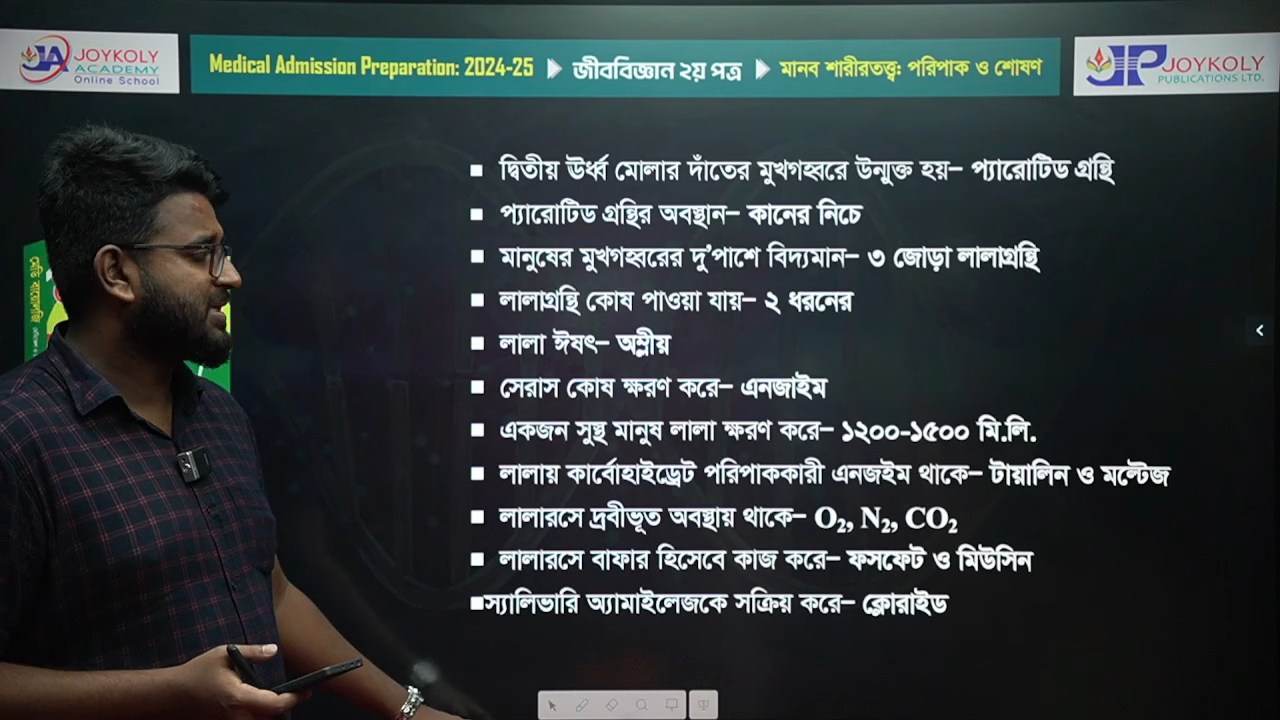 JOYKOLY
ACADEMY
Online School
Medical Admission Preparation: 2024-25 জীববিজ্ঞান ২য় পত্র মানব শারীরতত্ত্ব: পরিপাক ও শোষণ
JP JOYKOLY
PUBLICATIONS LTD.
■ দ্বিতীয় ঊর্ধ্ব মোলার দাঁতের মুখগহ্বরে উন্মুক্ত হয়– প্যারোটিড গ্রন্থি
■ প্যারোটিড গ্রন্থির অবস্থান– কানের নিচে
■ মানুষের মুখগহ্বরের দু’পাশে বিদ্যমান– ৩ জোড়া লালাগ্রন্থি
■ লালাগ্রন্থি কোষ পাওয়া যায়– ২ ধরনের
■ লালা ঈষৎ– অম্লীয়
■ সেরাস কোষ ক্ষরণ করে– এনজাইম
■ একজন সুস্থ মানুষ লালা ক্ষরণ করে– ১২০০-১৫০০ মি.লি.
■ লালায় কার্বোহাইড্রেট পরিপাককারী এনজইম থাকে– টায়ালিন ও মল্টেজ
■ লালারসে দ্রবীভূত অবস্থায় থাকে– O₂, N₂, CO₂
■ লালারসে বাফার হিসেবে কাজ করে– ফসফেট ও মিউসিন
■স্যালিভারি অ্যামাইলেজকে সক্রিয় করে– ক্লোরাইড